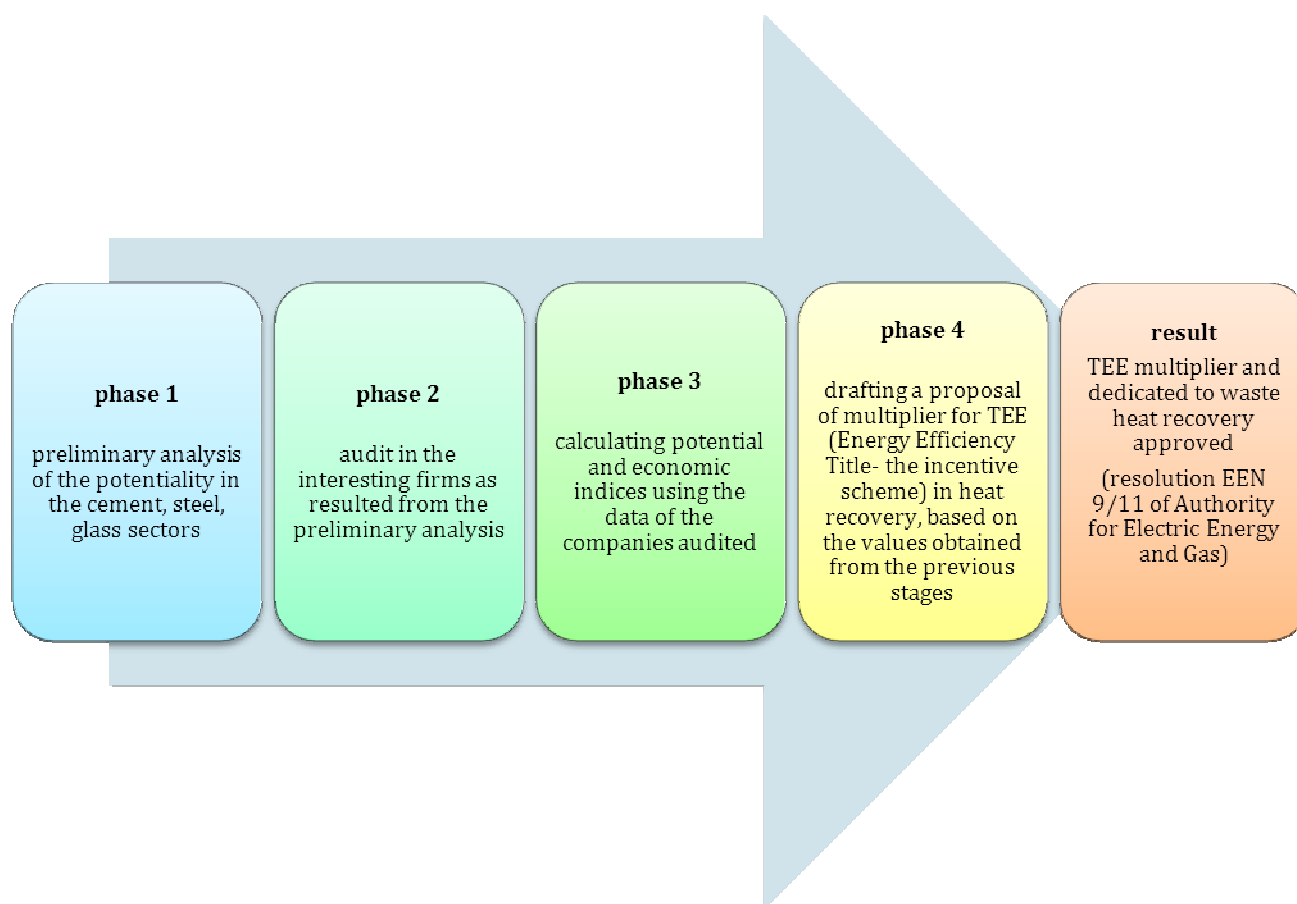 phase 1
preliminary analysis
of the potentiality in
the cement, steel,
glass sectors
phase 2
audit in the
interesting firms as
resulted from the
preliminary analysis
phase 3
calculating potential
and economic
indices using the
data of the
companies audited
phase 4
drafting a proposal
of multiplier for TEE
(Energy Efficiency
Title- the incentive
scheme) in heat
recovery, based on
the values obtained
from the previous
stages
result
TEE multiplier and
dedicated to waste
heat recovery
approved
(resolution EEN
9/11 of Authority
for Electric Energy
and Gas)